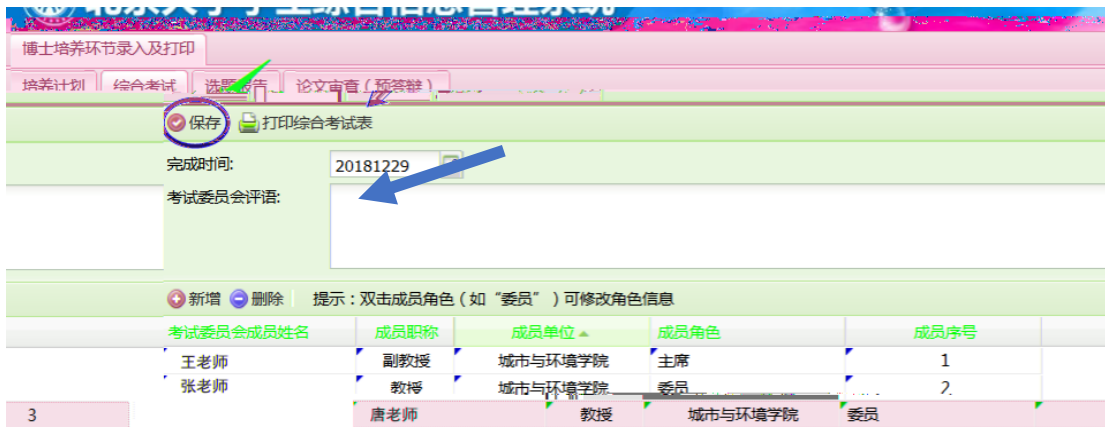 博士培养环节录入及打印
培养计划 综合考试 选题报告 论文审查(预答辩)
保存 打印综合考试表
完成时间: 20181229
考试委员会评语:
新增 删除 提示:双击成员角色(如“委员”)可修改角色信息
考试委员会成员姓名 成员职称 成员单位 成员角色 成员序号
王老师 副教授 城市与环境学院 主席 1
张老师 教授 城市与环境学院 委员 2
3 唐老师 教授 城市与环境学院 委员